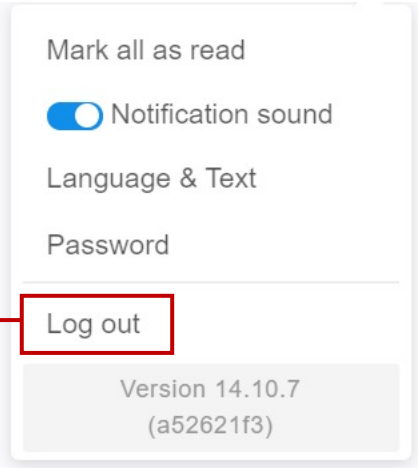 Mark all as read
Notification sound
Language & Text
Password
Log out
Version 14.10.7
(a52621f3)